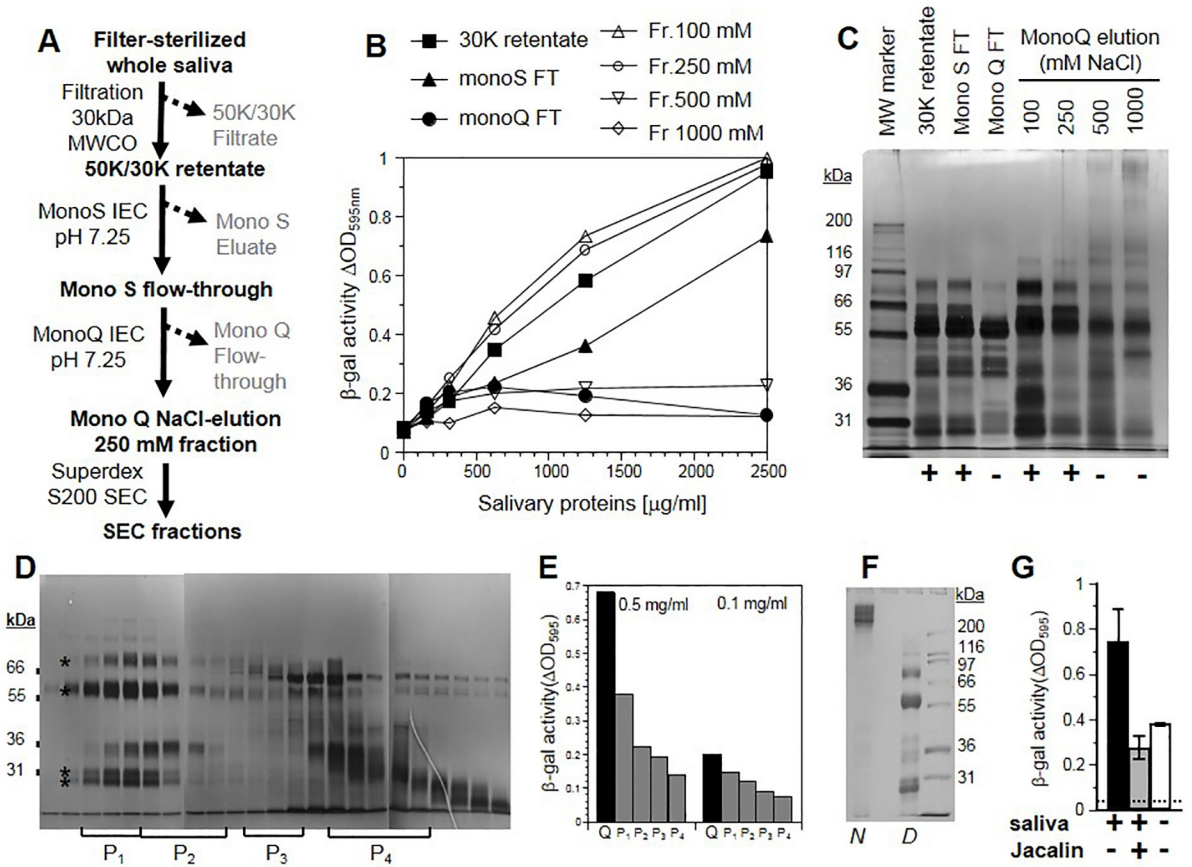 A
Filter-sterilized
whole saliva
Filtration
30kDa
MWCO
50K/30K
Filtrate
50K/30K retentate
MonoS IEC
pH 7.25
Mono S
Eluate
Mono S flow-through
MonoQ IEC
pH 7.25
Mono Q
Flow-
through
Mono Q NaCl-elution
250 mM fraction
Superdex
S200 SEC
SEC fractions
B
30K retentate
monoS FT
monoQ FT
Fr.100 mM
Fr.250 mM
Fr.500 mM
Fr 1000 mM
β-gal activity ΔOD595nm
1
0.8
0.6
0.4
0.2
0
0 500 1000 1500 2000 2500
Salivary proteins [µg/ml]
C
MW marker
30K retentate
Mono S FT
Mono Q FT
MonoQ elution
(mM NaCl)
100
250
500
1000
kDa
200
116
97
66
55
36
31
+ + - + + - -
D
kDa
66
55
36
31
*
*
*
*
P1 P2 P3 P4
E
β-gal activity(ΔOD595)
0.7
0.6
0.5
0.4
0.3
0.2
0.1
0
0.5 mg/ml 0.1 mg/ml
Q P1 P2 P3 P4 Q P1 P2 P3 P4
F
kDa
200
116
97
66
55
36
31
N D
G
β-gal activity(ΔOD595)
1
0.8
0.6
0.4
0.2
0
saliva + + -
Jacalin - + -